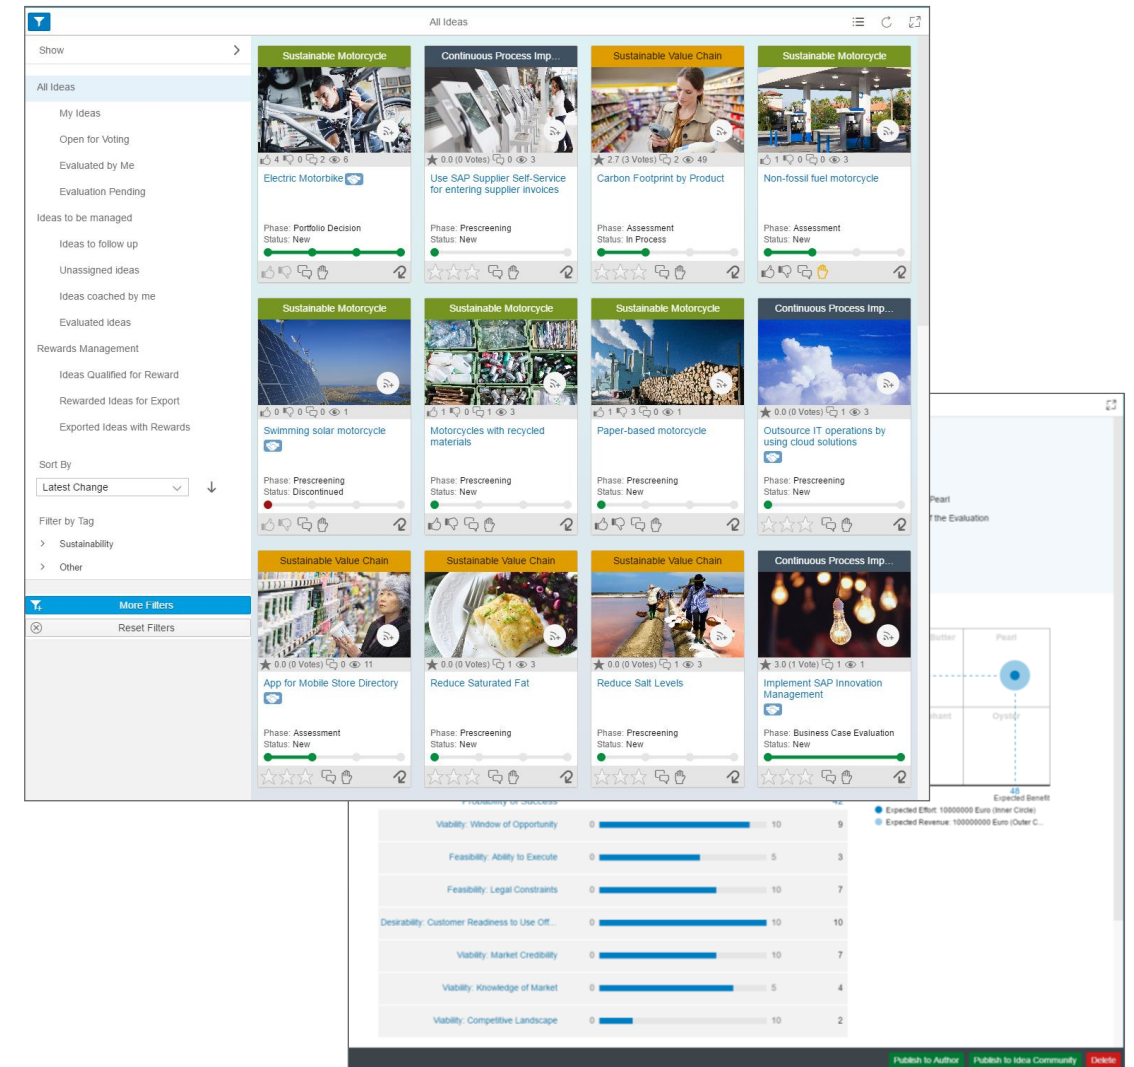 All Ideas
Show
All Ideas
My Ideas
Open for Voting
Evaluated by Me
Evaluation Pending
Ideas to be managed
Ideas to follow up
Unassigned ideas
Ideas coached by me
Evaluated ideas
Rewards Management
Ideas Qualified for Reward
Rewarded Ideas for Export
Exported Ideas with Rewards
Sort By
Latest Change
Filter by Tag
Sustainability
Other
More Filters
Reset Filters
Sustainable Motorcycle
4 0 2 6
Electric Motorbike
Phase: Portfolio Decision
Status: New
Continuous Process Imp...
0.0 (0 Votes) 0 3
Use SAP Supplier Self-Service
for entering supplier invoices
Phase: Prescreening
Status: New
Sustainable Value Chain
2.7 (3 Votes) 2 49
Carbon Footprint by Product
Phase: Assessment
Status: In Process
Sustainable Motorcycle
1 0 0 3
Non-fossil fuel motorcycle
Phase: Assessment
Status: New
Sustainable Motorcycle
0 0 0 1
Swimming solar motorcycle
Phase: Prescreening
Status: Discontinued
Sustainable Motorcycle
1 0 1 3
Motorcycles with recycled
materials
Phase: Prescreening
Status: New
Sustainable Motorcycle
1 3 0 1
Paper-based motorcycle
Phase: Prescreening
Status: New
Continuous Process Imp...
0.0 (0 Votes) 1 3
Outsource IT operations by
using cloud solutions
Phase: Prescreening
Status: New
Sustainable Value Chain
0.0 (0 Votes) 0 11
App for Mobile Store Directory
Phase: Assessment
Status: New
Sustainable Value Chain
0.0 (0 Votes) 1 3
Reduce Saturated Fat
Phase: Prescreening
Status: New
Sustainable Value Chain
0.0 (0 Votes) 1 3
Reduce Salt Levels
Phase: Prescreening
Status: New
Continuous Process Imp...
3.0 (1 Vote) 1 1
Implement SAP Innovation
Management
Phase: Business Case Evaluation
Status: New
Pearl
f the Evaluation
Butter Pearl
Oyster
48
Expected Benefit
Expected Effort: 10000000 Euro (Inner Circle)
Expected Revenue: 100000000 Euro (Outer C...
Probability of Success 42
Viability: Window of Opportunity 0 10 9
Feasibility: Ability to Execute 0 5 3
Feasibility: Legal Constraints 0 10 7
Desirability: Customer Readiness to Use Off... 0 10 10
Viability: Market Credibility 0 10 7
Viability: Knowledge of Market 0 5 4
Viability: Competitive Landscape 0 10 2
Publish to Author Publish to Idea Community Delete